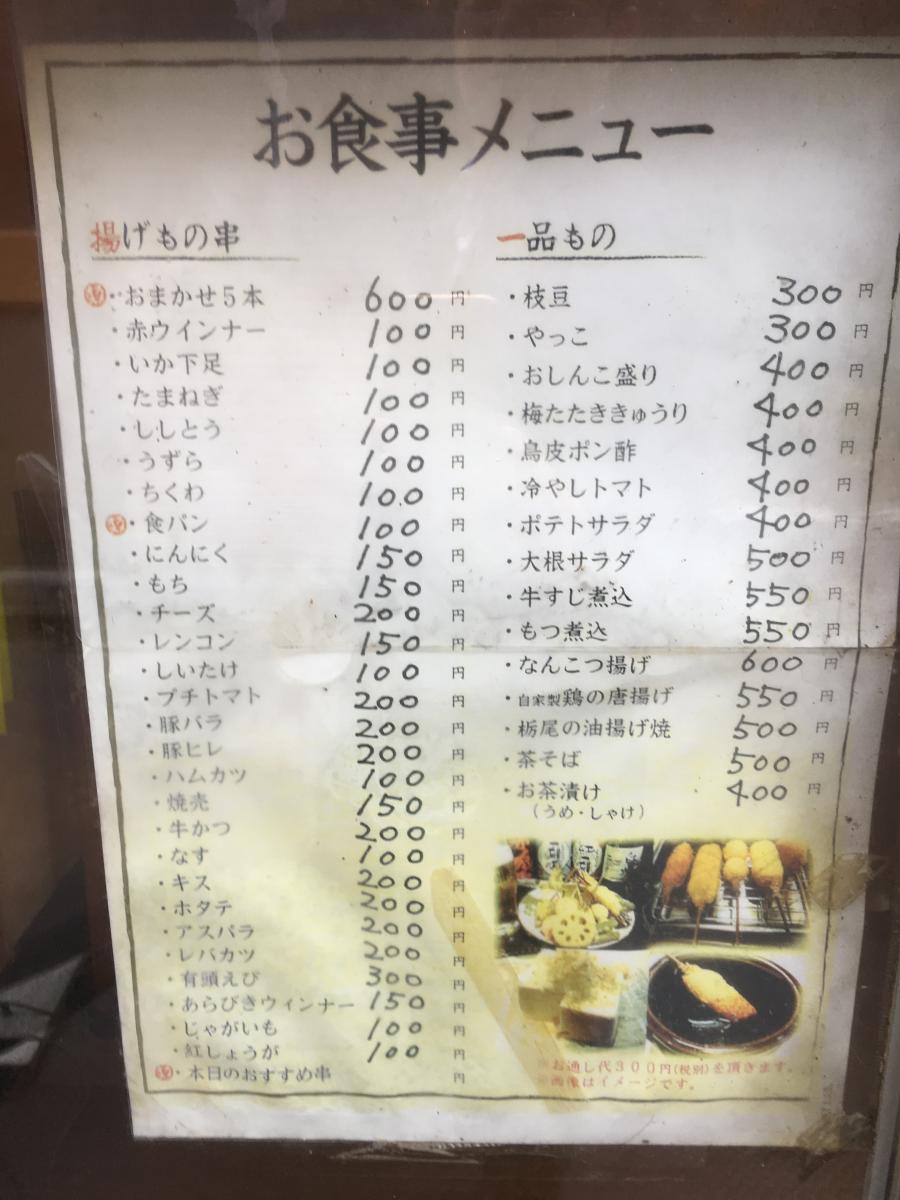 お食事メニュー
揚げもの串
・おまかせ5本 600円
・赤ウインナー 100円
・いか下足 100円
・たまねぎ 100円
・ししとう 100円
・うずら 100円
・ちくわ 100円
・食パン 100円
・にんにく 150円
・もち 150円
・チーズ 200円
・レンコン 150円
・しいたけ 100円
・プチトマト 200円
・豚バラ 200円
・豚ヒレ 200円
・ハムカツ 100円
・焼売 150円
・牛かつ 200円
・なす 100円
・キス 200円
・ホタテ 200円
・アスパラ 200円
・レバカツ 200円
・有頭えび 300円
・あらびきウィンナー 150円
・じゃがいも 100円
・紅しょうが 100円
・本日のおすすめ串 円
一品もの
・枝豆 300円
・やっこ 300円
・おしんこ盛り 400円
・梅たたききゅうり 400円
・鳥皮ポン酢 400円
・冷やしトマト 400円
・ポテトサラダ 400円
・大根サラダ 500円
・牛すじ煮込 550円
・もつ煮込 550円
・なんこつ揚げ 600円
・自家製鶏の唐揚げ 550円
・栃尾の油揚げ焼 500円
・茶そば 500円
・お茶漬け 400円
(うめ・しゃけ)
※お通し代300円(税別)を頂きます。
※画像はイメージです。